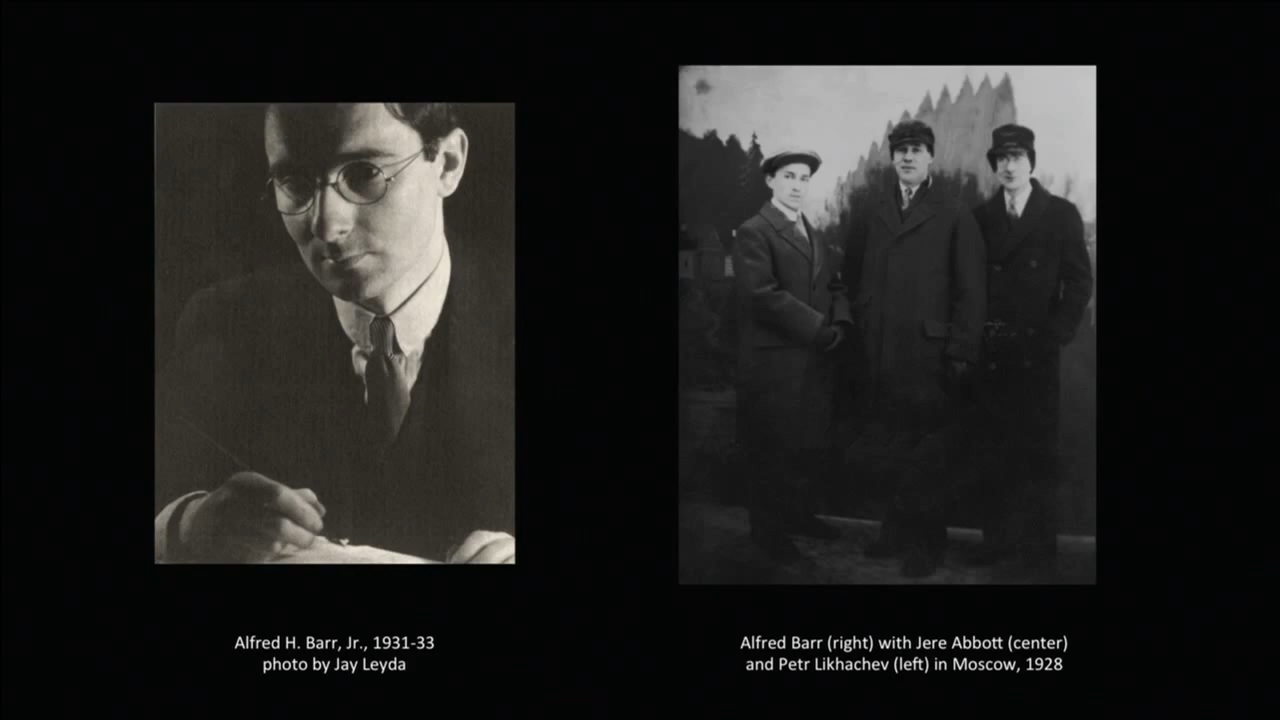 Alfred H. Barr, Jr., 1931-33
photo by Jay Leyda
Alfred Barr (right) with Jere Abbott (center)
and Petr Likhachev (left) in Moscow, 1928